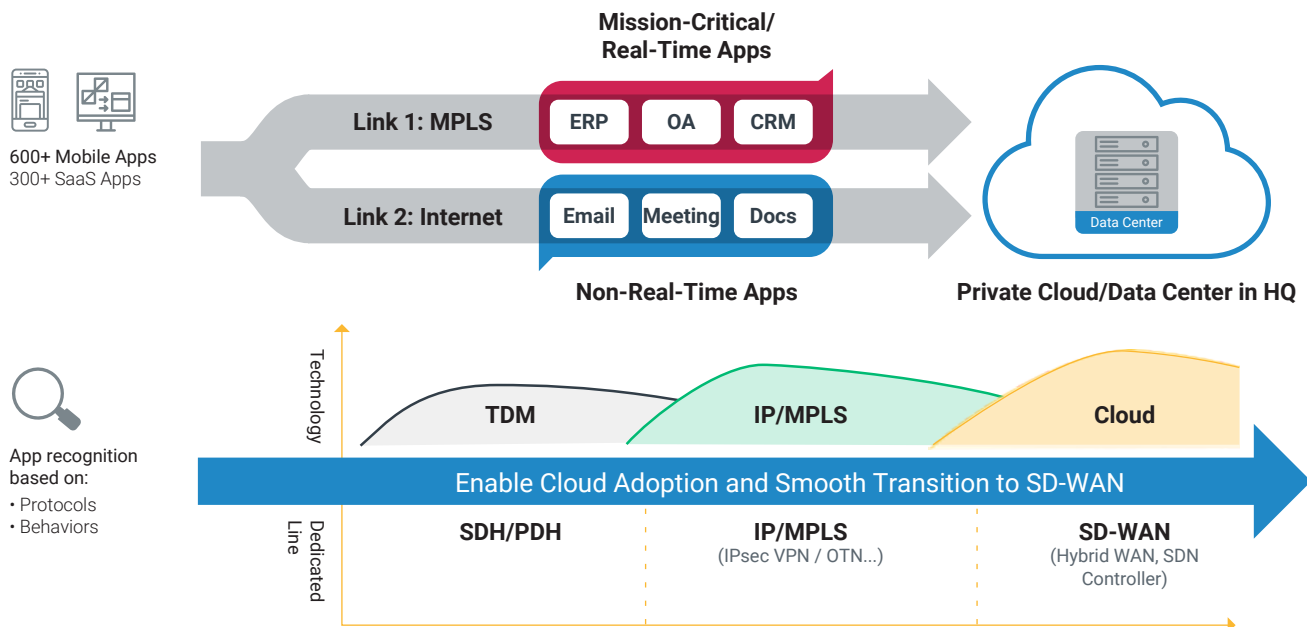 Mission-Critical/
Real-Time Apps
600+ Mobile Apps
300+ SaaS Apps
Link 1: MPLS
ERP
OA
CRM
Link 2: Internet
Email
Meeting
Docs
Non-Real-Time Apps
Data Center
Private Cloud/Data Center in HQ
App recognition
based on:
• Protocols
• Behaviors
Technology
TDM
IP/MPLS
Cloud
Enable Cloud Adoption and Smooth Transition to SD-WAN
Dedicated
Line
SDH/PDH
IP/MPLS
(IPsec VPN / OTN...)
SD-WAN
(Hybrid WAN, SDN
Controller)